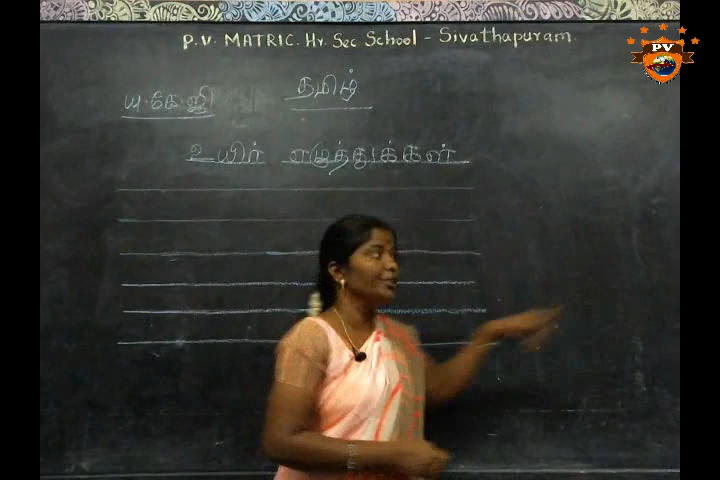 P.V. MATRIC. Hr. Sec School - Sivathapuram.
PV
யு.கே.ஜி தமிழ்
உயிர் எழுத்துக்கள்